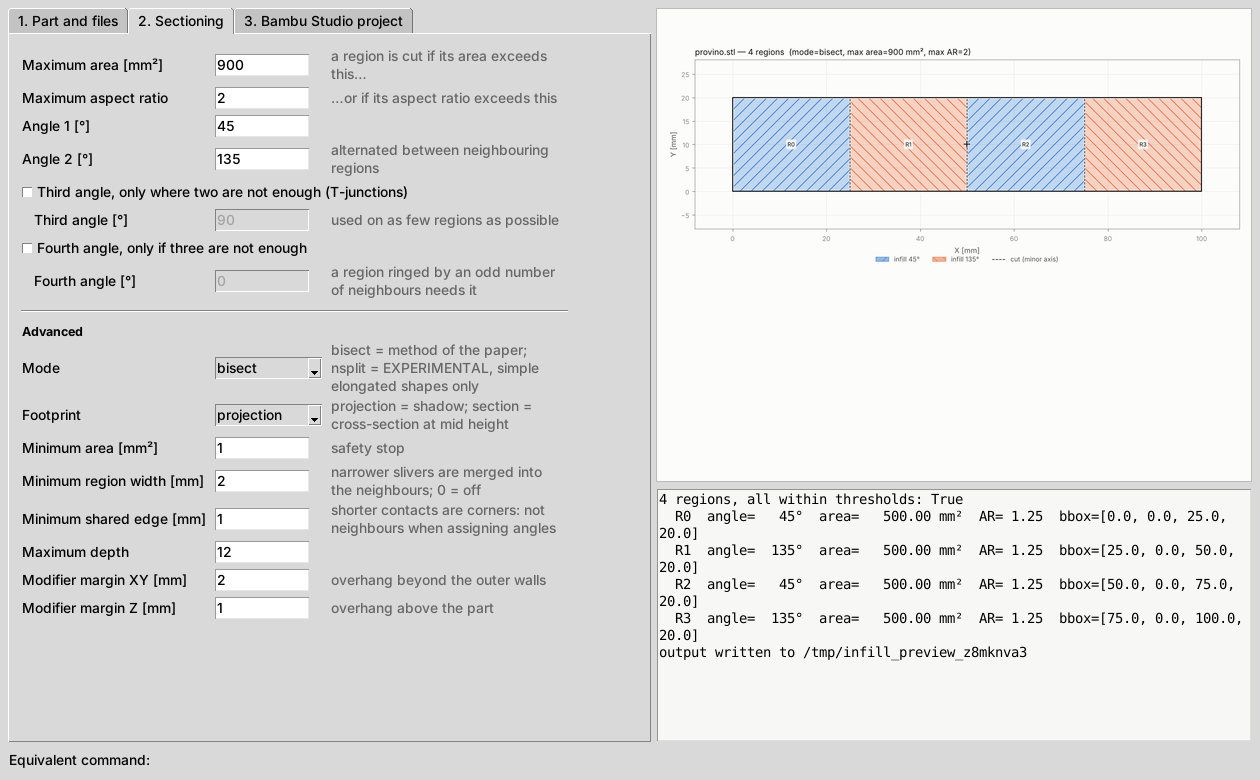 1. Part and files
2. Sectioning
3. Bambu Studio project
Maximum area [mm²]
900
a region is cut if its area exceeds
this...
Maximum aspect ratio
2
...or if its aspect ratio exceeds this
Angle 1 [°]
45
Angle 2 [°]
135
alternated between neighbouring
regions
Third angle, only where two are not enough (T-junctions)
Third angle [°]
90
used on as few regions as possible
Fourth angle, only if three are not enough
Fourth angle [°]
0
a region ringed by an odd number
of neighbours needs it
Advanced
Mode
bisect
bisect = method of the paper;
nsplit = EXPERIMENTAL, simple
elongated shapes only
Footprint
projection
projection = shadow; section =
cross-section at mid height
Minimum area [mm²]
1
safety stop
Minimum region width [mm]
2
narrower slivers are merged into
the neighbours; 0 = off
Minimum shared edge [mm]
1
shorter contacts are corners: not
neighbours when assigning angles
Maximum depth
12
Modifier margin XY [mm]
2
overhang beyond the outer walls
Modifier margin Z [mm]
1
overhang above the part
Equivalent command:
provino.stl — 4 regions (mode=bisect, max area=900 mm², max AR=2)
25
20
15
10
5
0
−5
Y [mm]
R0
R1
R2
R3
0
20
40
60
80
100
X [mm]
infill 45°
infill 135°
cut (minor axis)
4 regions, all within thresholds: True
R0 angle= 45° area= 500.00 mm² AR= 1.25 bbox=[0.0, 0.0, 25.0,
20.0]
R1 angle= 135° area= 500.00 mm² AR= 1.25 bbox=[25.0, 0.0, 50.0,
20.0]
R2 angle= 45° area= 500.00 mm² AR= 1.25 bbox=[50.0, 0.0, 75.0,
20.0]
R3 angle= 135° area= 500.00 mm² AR= 1.25 bbox=[75.0, 0.0, 100.0,
20.0]
output written to /tmp/infill_preview_z8mknva3